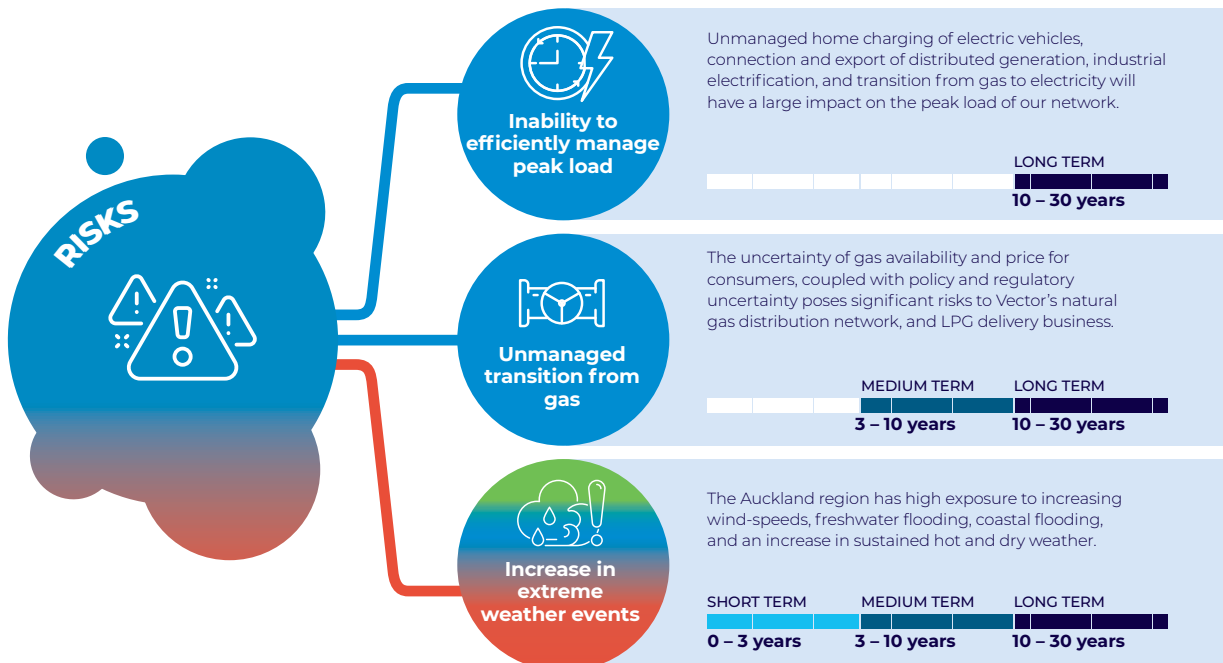 RISKS
Inability to
efficiently manage
peak load
Unmanaged home charging of electric vehicles,
connection and export of distributed generation, industrial
electrification, and transition from gas to electricity will
have a large impact on the peak load of our network.
LONG TERM
10 – 30 years
Unmanaged
transition from
gas
The uncertainty of gas availability and price for
consumers, coupled with policy and regulatory
uncertainty poses significant risks to Vector’s natural
gas distribution network, and LPG delivery business.
MEDIUM TERM LONG TERM
3 – 10 years 10 – 30 years
Increase in
extreme
weather events
The Auckland region has high exposure to increasing
wind-speeds, freshwater flooding, coastal flooding,
and an increase in sustained hot and dry weather.
SHORT TERM MEDIUM TERM LONG TERM
0 – 3 years 3 – 10 years 10 – 30 years